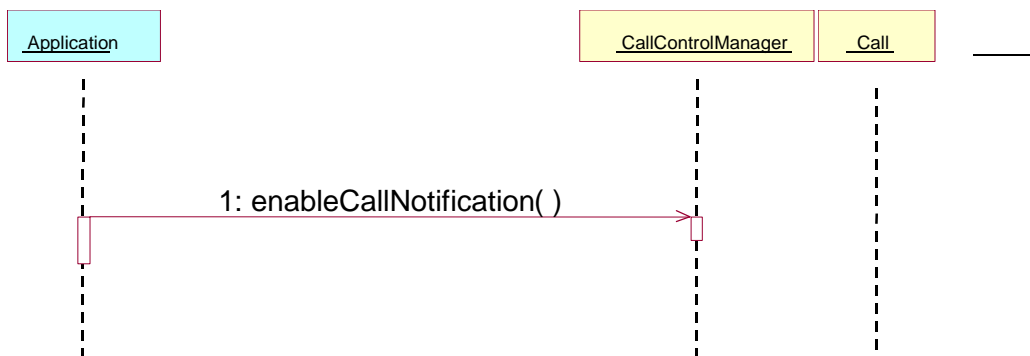 Application
CallControlManager
Call
1: enableCallNotification( )